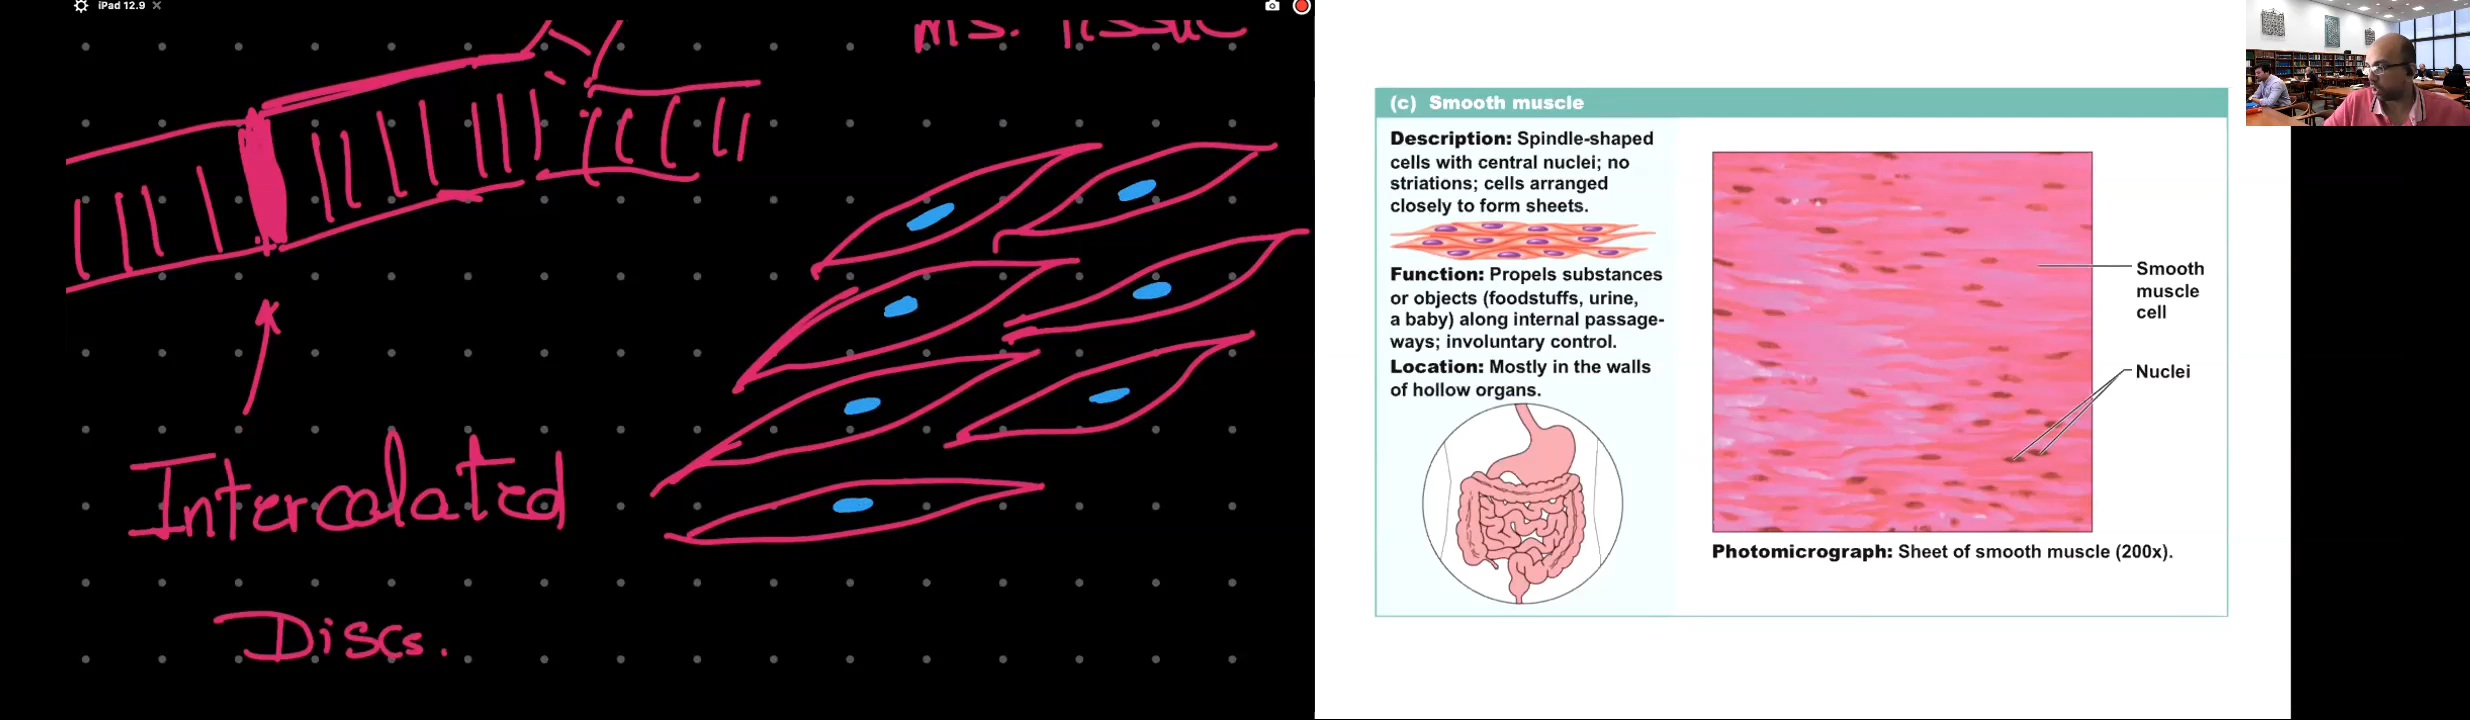 iPad 12.9
Ms. Tissue
Intercalated
Discs.
(c) Smooth muscle
Description: Spindle-shaped
cells with central nuclei; no
striations; cells arranged
closely to form sheets.
Function: Propels substances
or objects (foodstuffs, urine,
a baby) along internal passage-
ways; involuntary control.
Location: Mostly in the walls
of hollow organs.
Smooth
muscle
cell
Nuclei
Photomicrograph: Sheet of smooth muscle (200x).